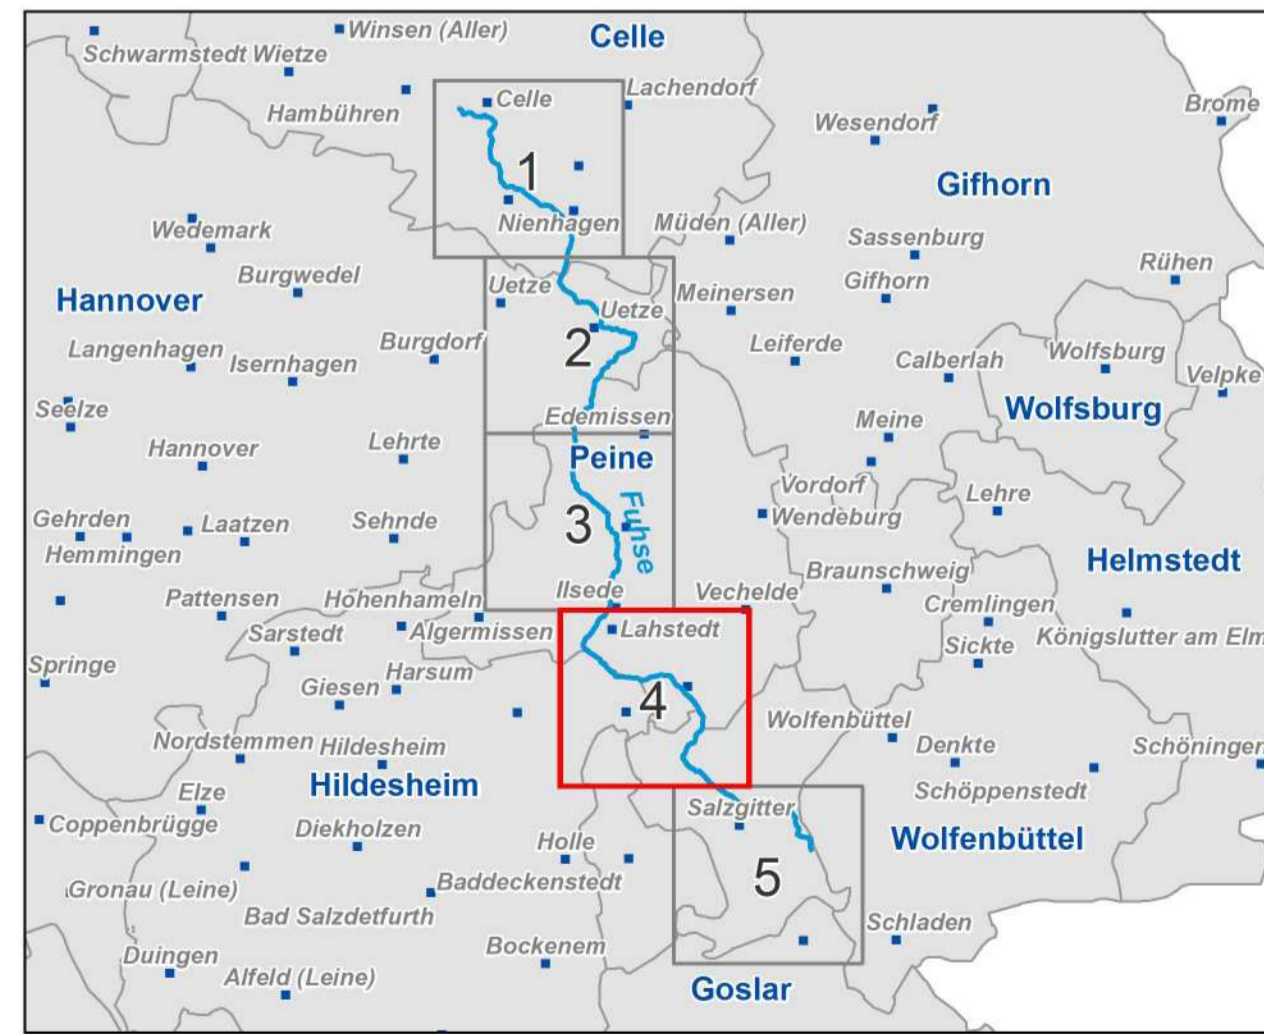 Winsen (Aller)
Celle
Schwarmstedt
Wietze
Lachendorf
Celle
Hambühren
Brome
Wesendorf
1
Gifhorn
Nienhagen
Müden (Aller)
Wedemark
Sassenburg
Burgwedel
Uetze
Rühen
Gifhorn
Meinersen
Hannover
Uetze
Burgdorf
2
Leiferde
Langenhagen
Isernhagen
Calberlah
Wolfsburg
Velpke
Seelze
Wolfsburg
Edemissen
Meine
Hannover
Lehrte
Peine
Vordorf
Lehre
Gehrden
Laatzen
Sehnde
3
Fuhse
Wendeburg
Hemmingen
Helmstedt
Braunschweig
Pattensen
Hohenhameln
Ilsede
Vechelde
Cremlingen
Sarstedt
Algermissen
Lahstedt
Sickte
Königslutter am Elm
Springe
Harsum
Giesen
4
Wolfenbüttel
Nordstemmen
Hildesheim
Denkte
Schöningen
Hildesheim
Elze
Schöppenstedt
Salzgitter
Coppenbrügge
Diekholzen
Holle
Wolfenbüttel
5
Gronau (Leine)
Baddeckenstedt
Bad Salzdetfurth
Schladen
Duingen
Bockenem
Alfeld (Leine)
Goslar